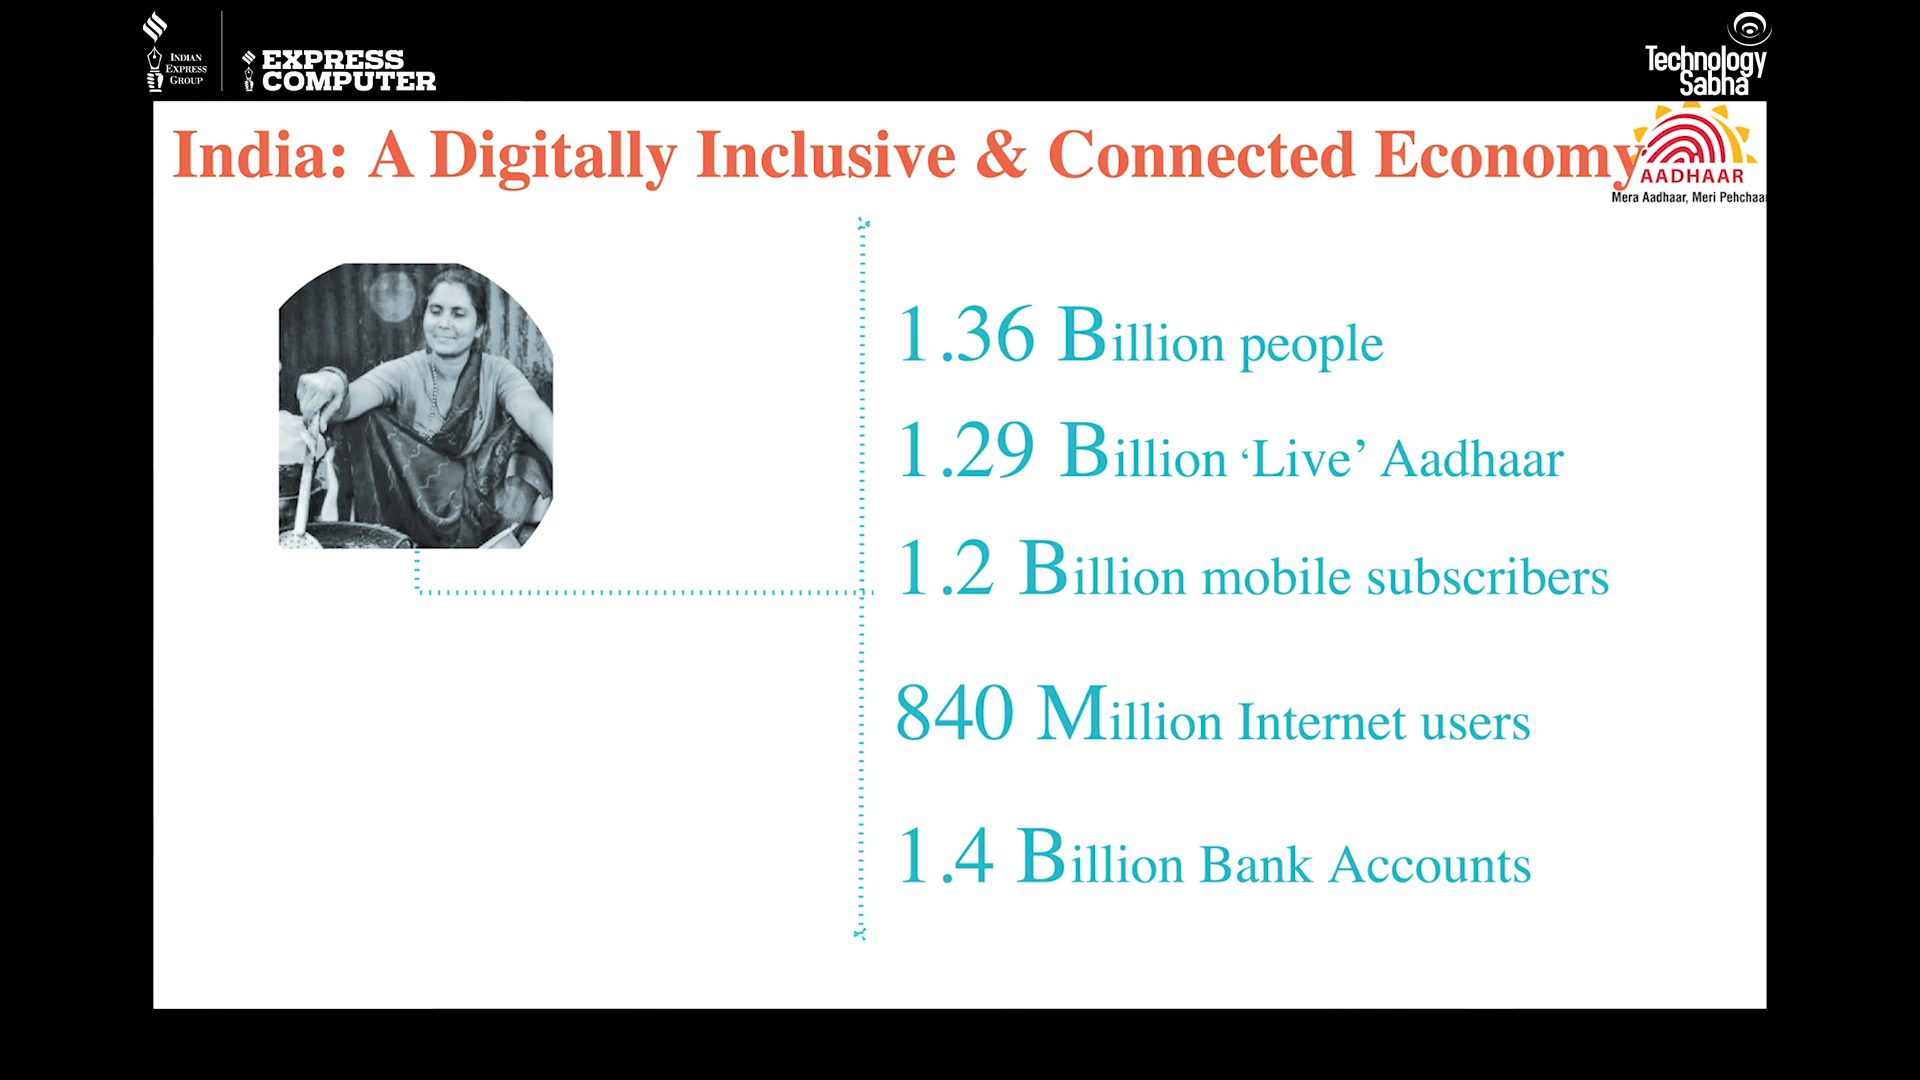 INDIAN
EXPRESS
GROUP
EXPRESS
COMPUTER
Technology
Sabha
India: A Digitally Inclusive & Connected Economy
AADHAAR
Mera Aadhaar, Meri Pehchaan
1.36 Billion people
1.29 Billion ‘Live’ Aadhaar
1.2 Billion mobile subscribers
840 Million Internet users
1.4 Billion Bank Accounts